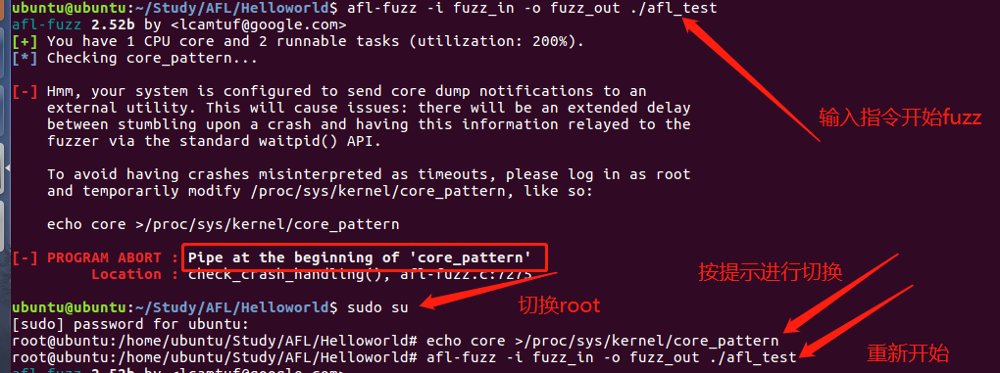 ubuntu@ubuntu:~/Study/AFL/Helloworld$ afl-fuzz -i fuzz_in -o fuzz_out ./afl_test
afl-fuzz 2.52b by <lcamtuf@google.com>
[+] You have 1 CPU core and 2 runnable tasks (utilization: 200%).
[*] Checking core_pattern...
[-] Hmm, your system is configured to send core dump notifications to an
external utility. This will cause issues: there will be an extended delay
between stumbling upon a crash and having this information relayed to the
fuzzer via the standard waitpid() API.
输入指令开始fuzz
To avoid having crashes misinterpreted as timeouts, please log in as root
and temporarily modify /proc/sys/kernel/core_pattern, like so:
echo core >/proc/sys/kernel/core_pattern
[-] PROGRAM ABORT : Pipe at the beginning of 'core_pattern'
Location : check_crash_handling(), afl-fuzz.c:7275
按提示进行切换
ubuntu@ubuntu:~/Study/AFL/Helloworld$ sudo su
切换root
[sudo] password for ubuntu:
root@ubuntu:/home/ubuntu/Study/AFL/Helloworld# echo core >/proc/sys/kernel/core_pattern
root@ubuntu:/home/ubuntu/Study/AFL/Helloworld# afl-fuzz -i fuzz_in -o fuzz_out ./afl_test
重新开始
afl-fuzz 2.52b by <lcamtuf@google.com>